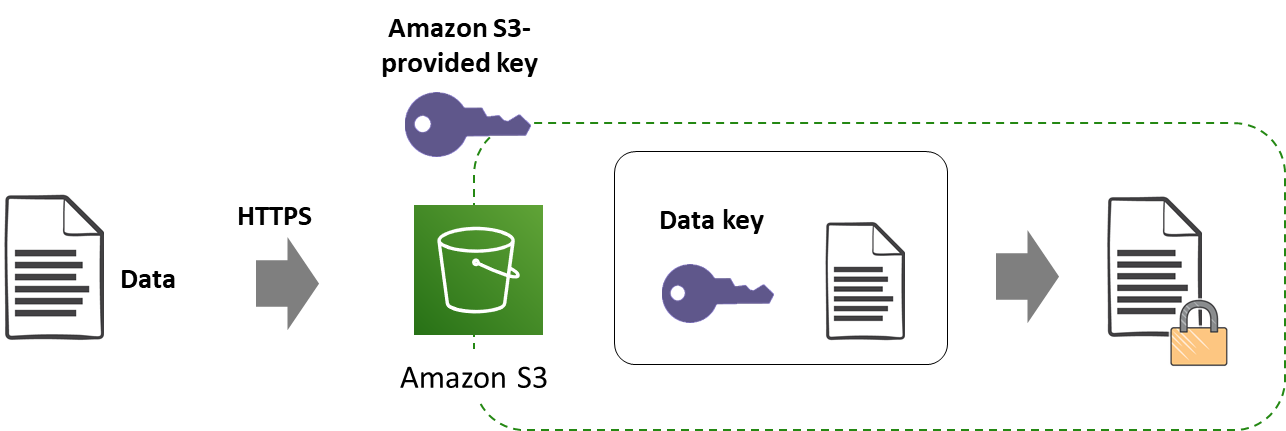 Amazon S3-
provided key
HTTPS
Data key
Data
Amazon S3